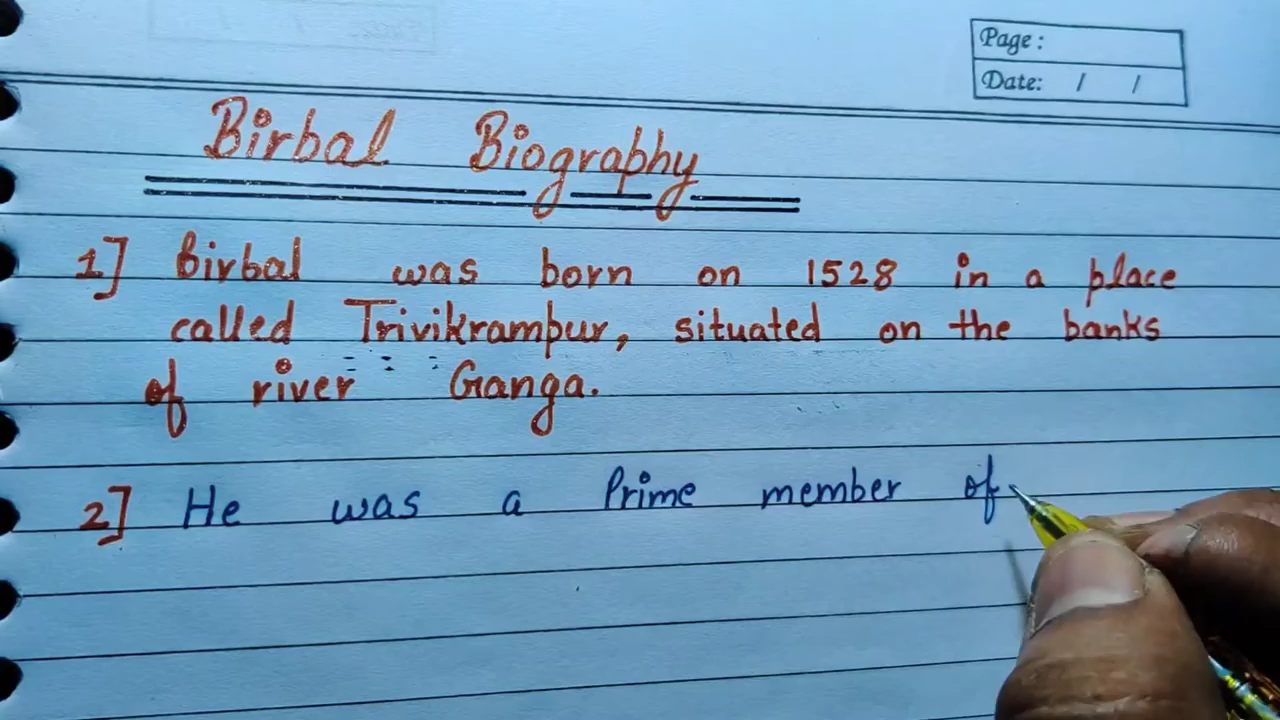 Page:
Date: / /
Birbal Biography
1] Birbal was born on 1528 in a place
called Trivikrampur, situated on the banks
of river Ganga.
2] He was a Prime member of